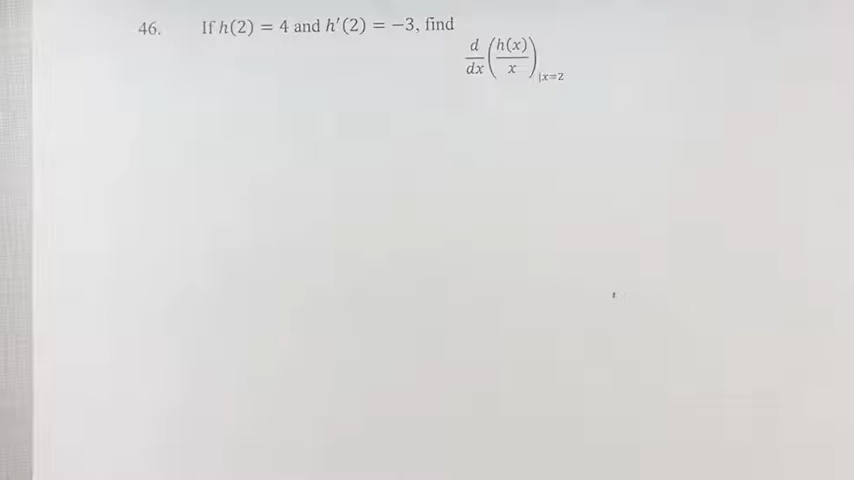 46. If h(2) = 4 and h′(2) = −3, find
d/dx (h(x)/x) |x=2